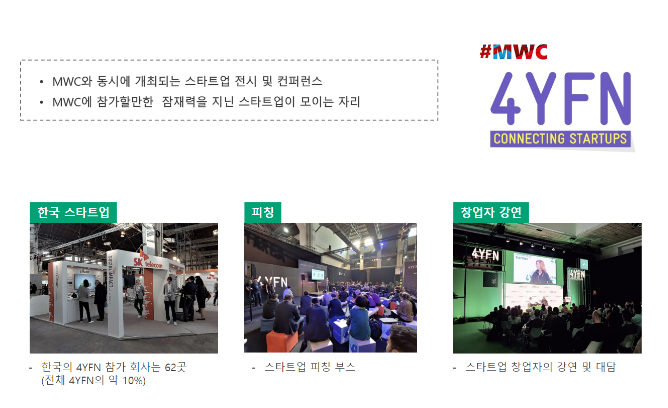 #MWC
4YFN
CONNECTING STARTUPS
• MWC와 동시에 개최되는 스타트업 전시 및 컨퍼런스
• MWC에 참가할만한 잠재력을 지닌 스타트업이 모이는 자리
한국 스타트업
피칭
창업자 강연
SK telecom
4YFN
4YFN
4YFN
- 한국의 4YFN 참가 회사는 62곳
(전체 4YFN의 약 10%)
- 스타트업 피칭 부스
- 스타트업 창업자의 강연 및 대담